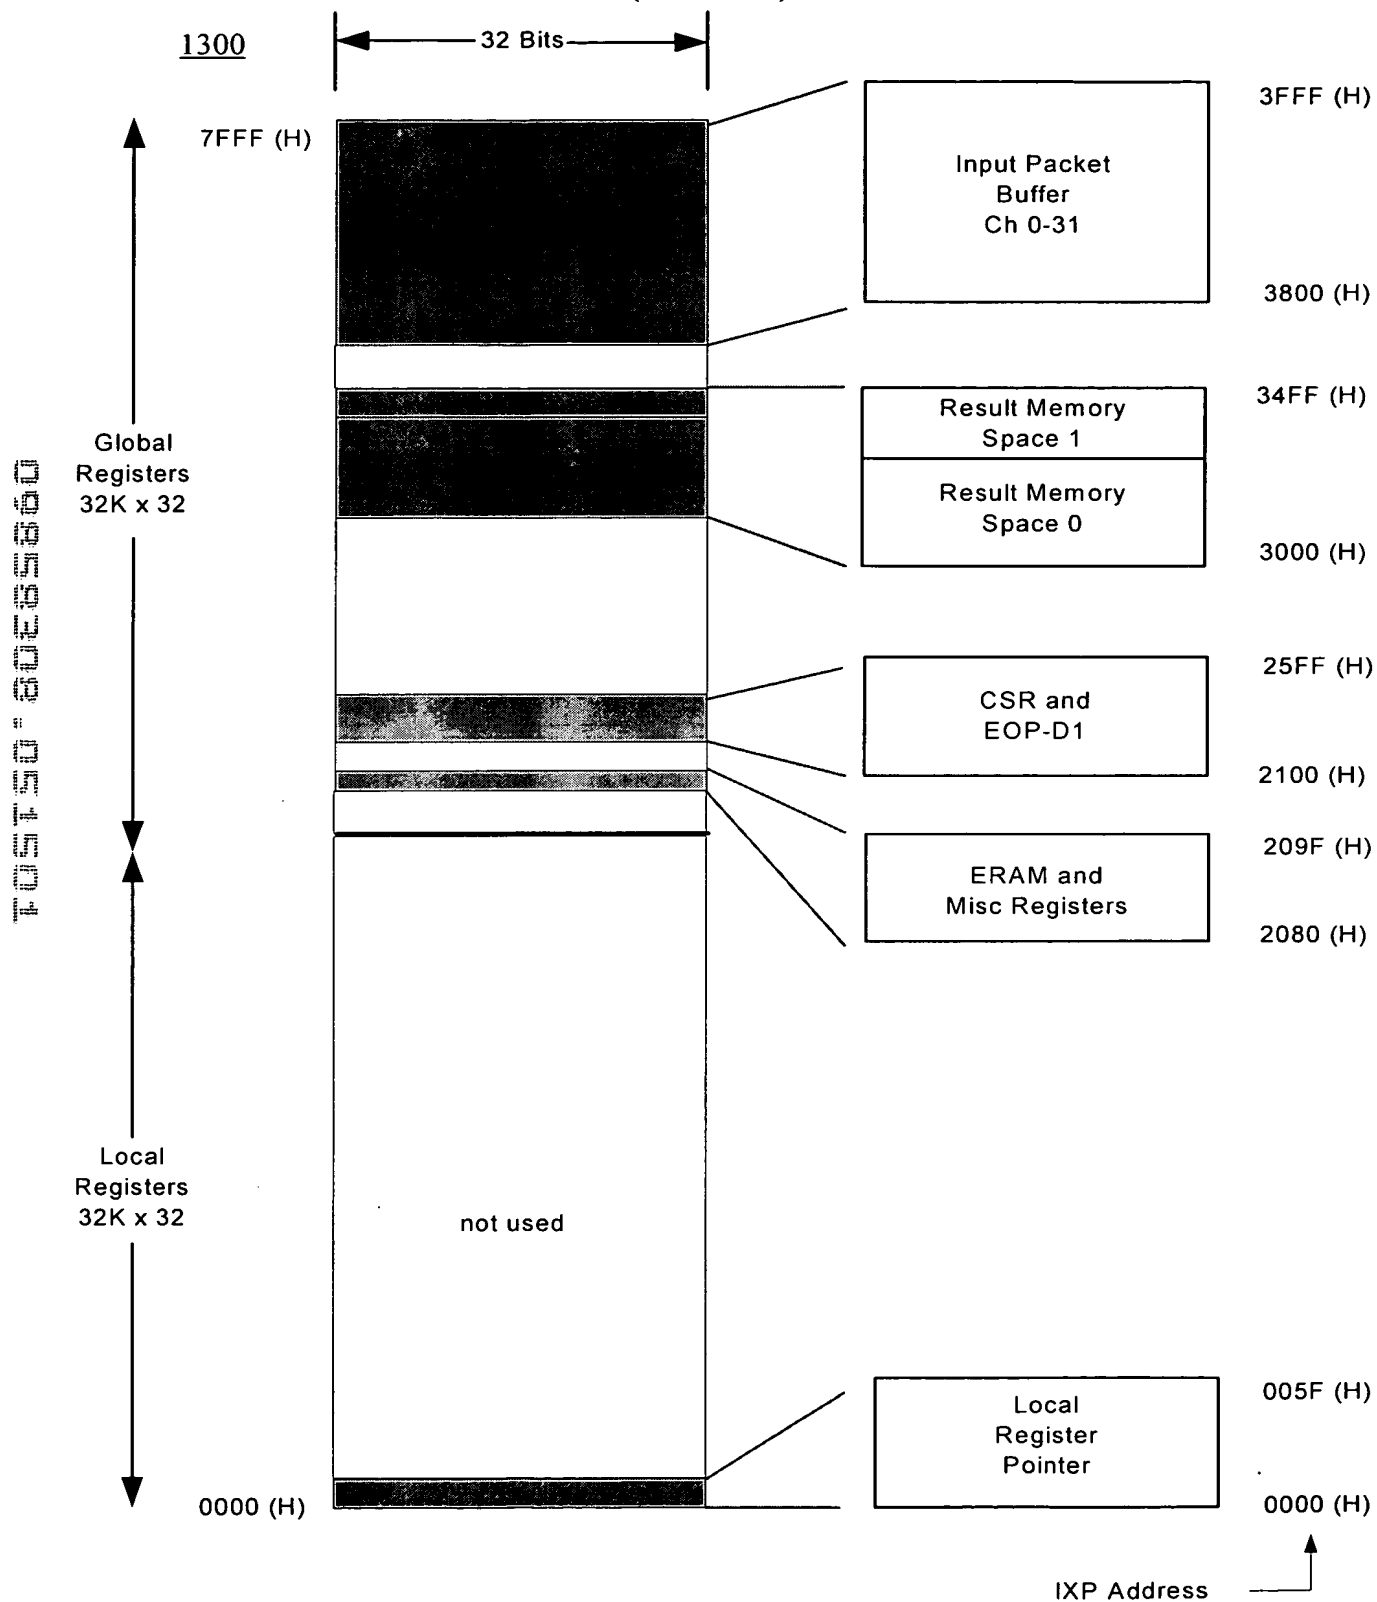 1300
32 Bits
7FFF (H)
3FFF (H)
Input Packet
Buffer
Ch 0-31
3800 (H)
34FF (H)
Result Memory
Space 1
Result Memory
Space 0
3000 (H)
Global
Registers
32K x 32
25FF (H)
CSR and
EOP-D1
2100 (H)
209F (H)
ERAM and
Misc Registers
2080 (H)
Local
Registers
32K x 32
not used
005F (H)
Local
Register
Pointer
0000 (H)
0000 (H)
IXP Address